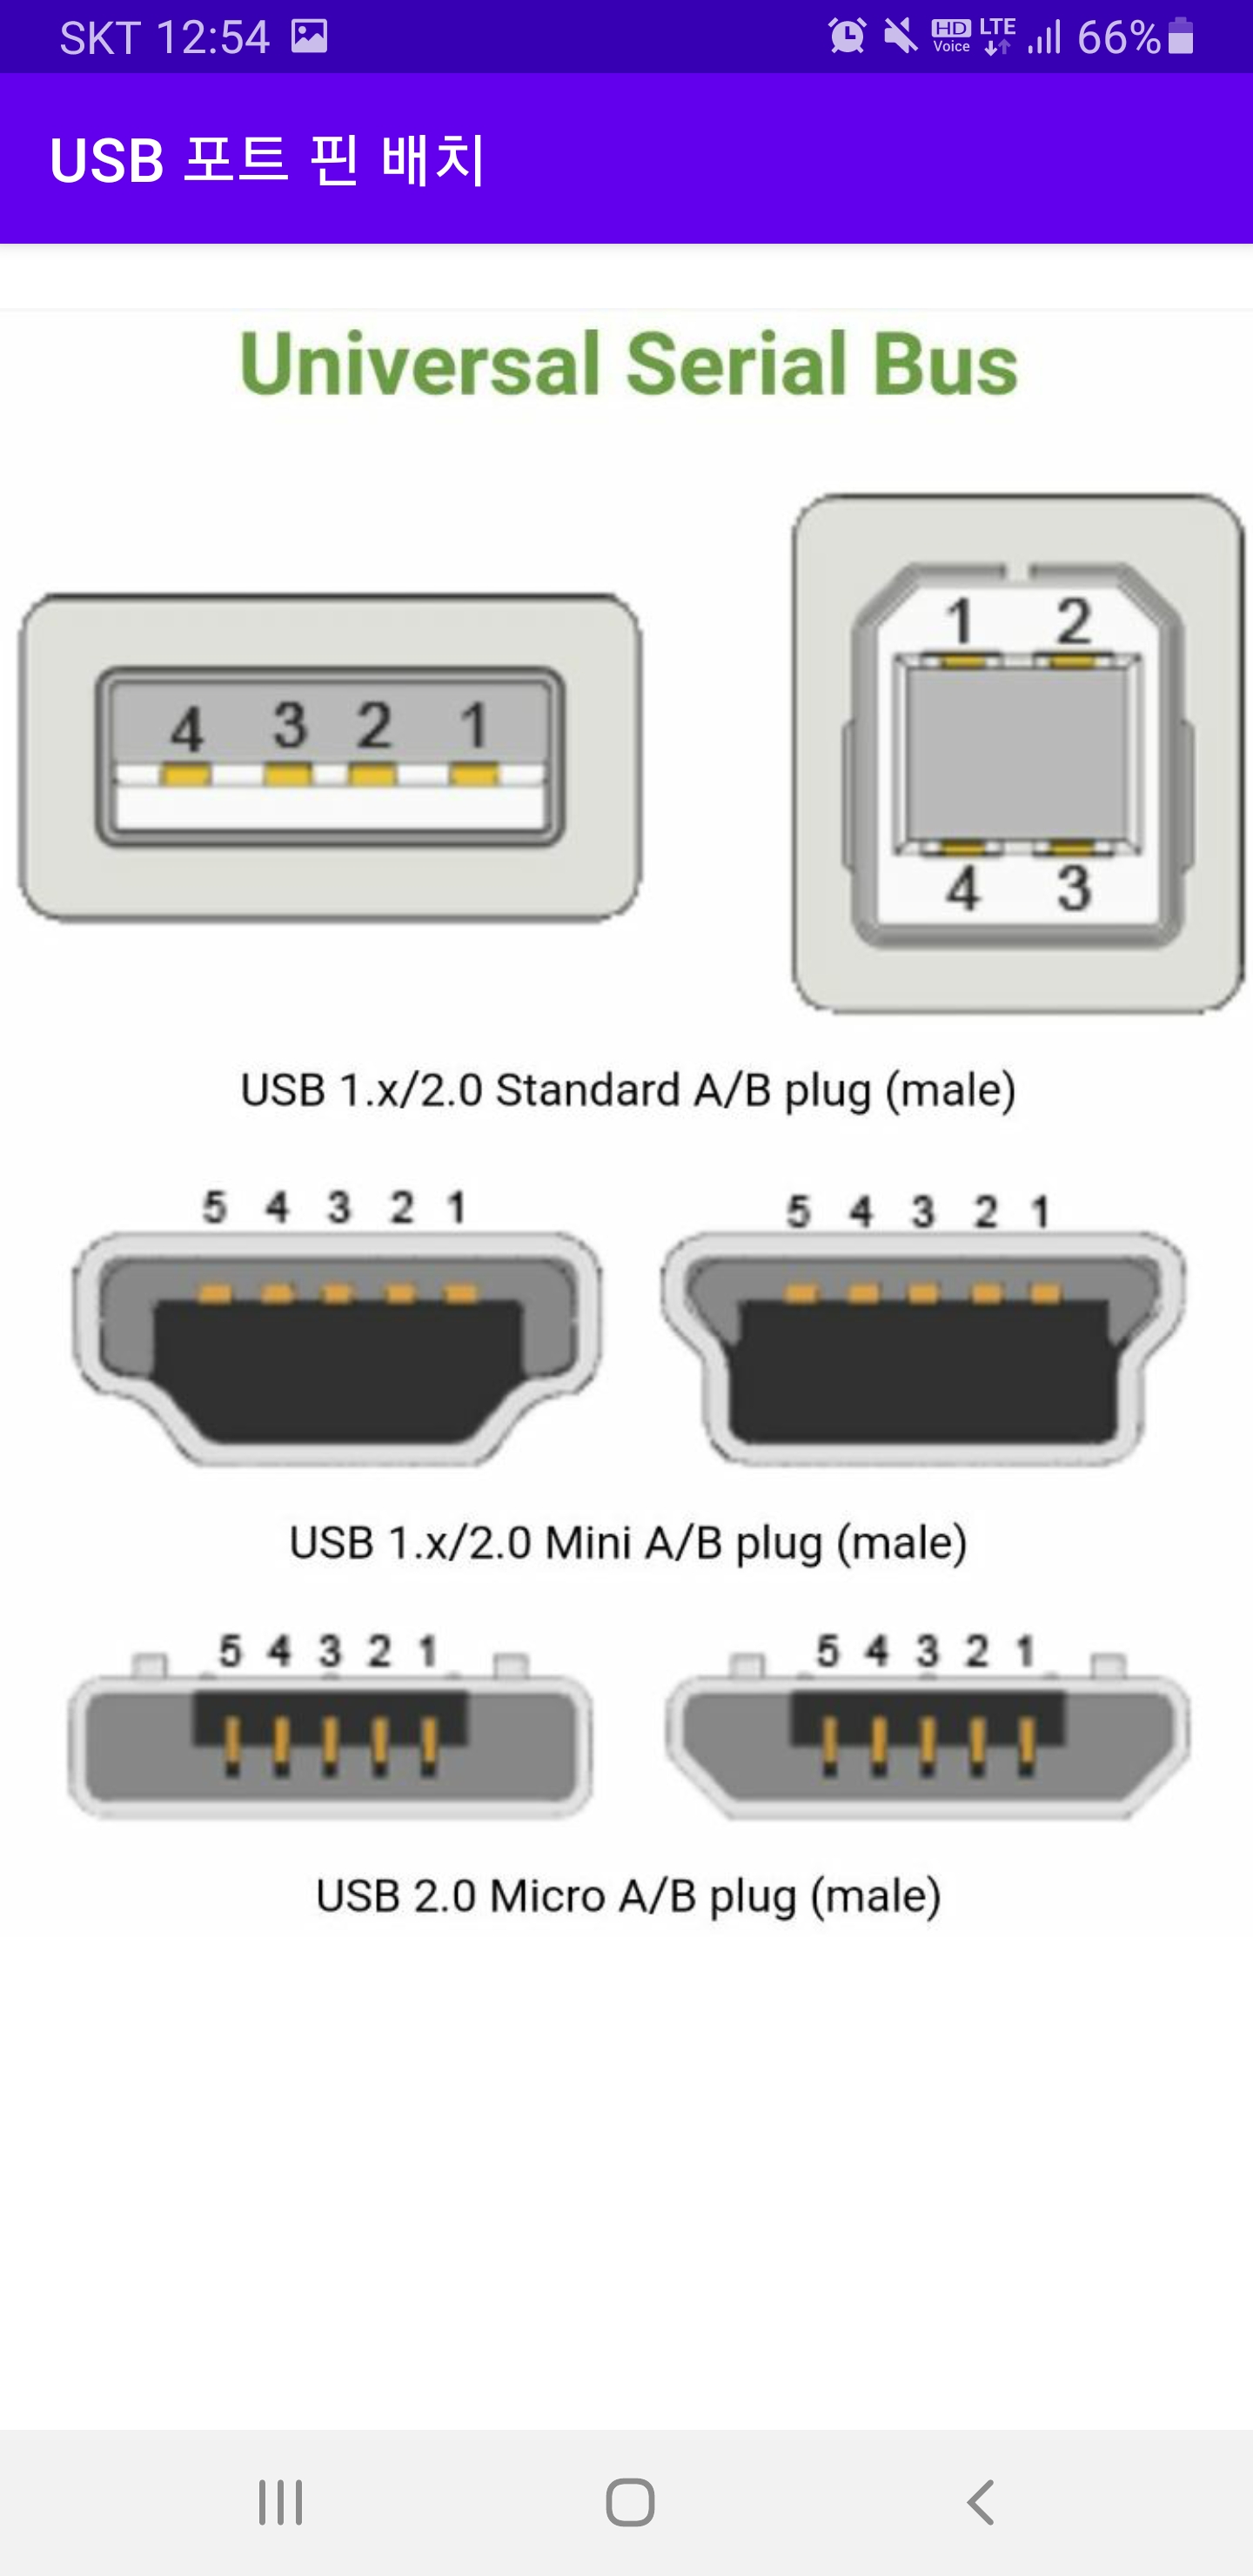 SKT 12:54 HD Voice LTE 66%
USB 포트 핀 배치
Universal Serial Bus
1 2
4 3 2 1
4 3
USB 1.x/2.0 Standard A/B plug (male)
5 4 3 2 1 5 4 3 2 1
USB 1.x/2.0 Mini A/B plug (male)
5 4 3 2 1 5 4 3 2 1
USB 2.0 Micro A/B plug (male)